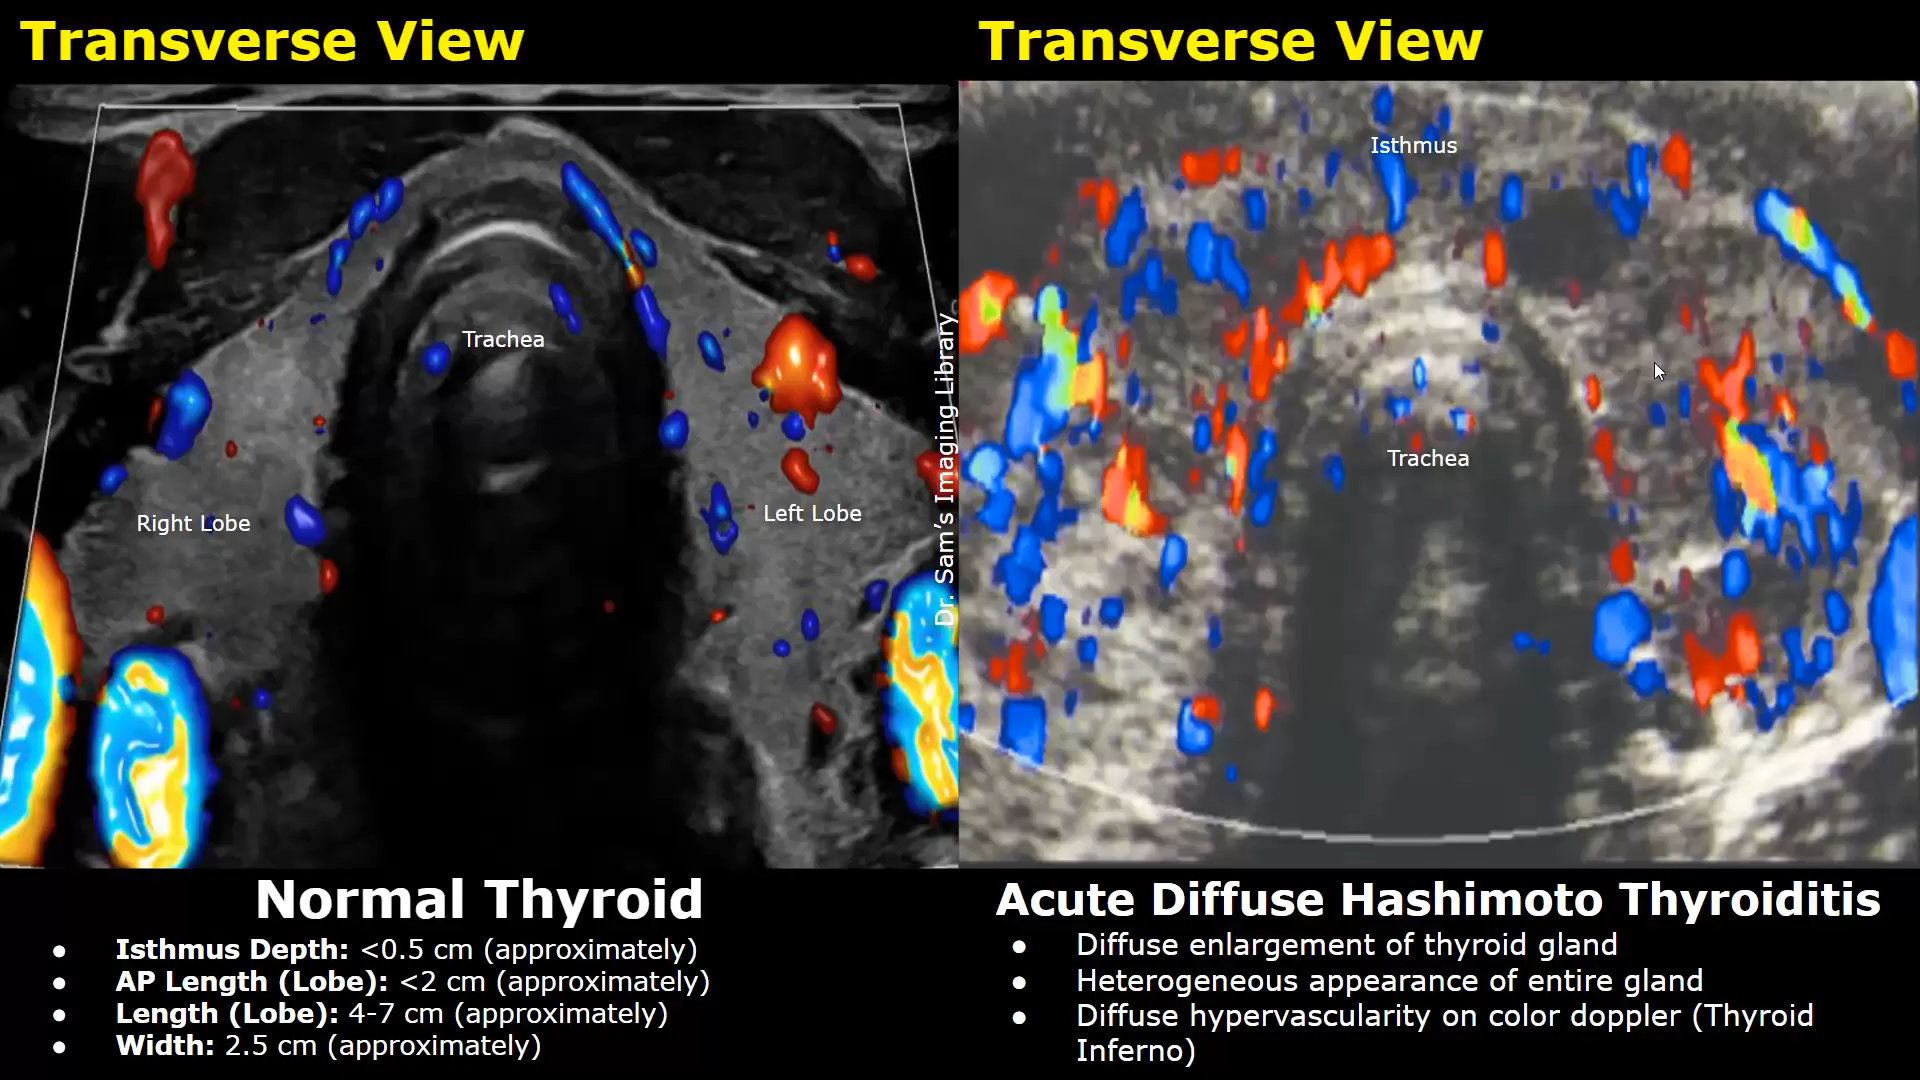 Transverse View
Trachea
Right Lobe
Left Lobe
Normal Thyroid
● Isthmus Depth: <0.5 cm (approximately)
● AP Length (Lobe): <2 cm (approximately)
● Length (Lobe): 4-7 cm (approximately)
● Width: 2.5 cm (approximately)
Dr. Sam's Imaging Library
Transverse View
Isthmus
Trachea
Acute Diffuse Hashimoto Thyroiditis
● Diffuse enlargement of thyroid gland
● Heterogeneous appearance of entire gland
● Diffuse hypervascularity on color doppler (Thyroid
Inferno)